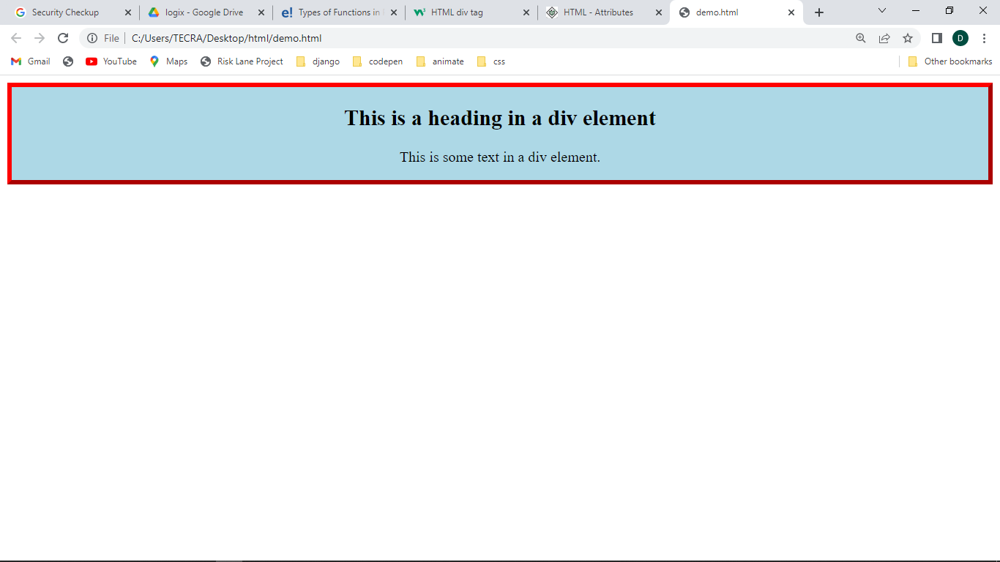 Security Checkup
logix - Google Drive
Types of Functions in
HTML div tag
HTML - Attributes
demo.html
File
C:/Users/TECRA/Desktop/html/demo.html
D
Gmail
YouTube
Maps
Risk Lane Project
django
codepen
animate
css
Other bookmarks
This is a heading in a div element
This is some text in a div element.